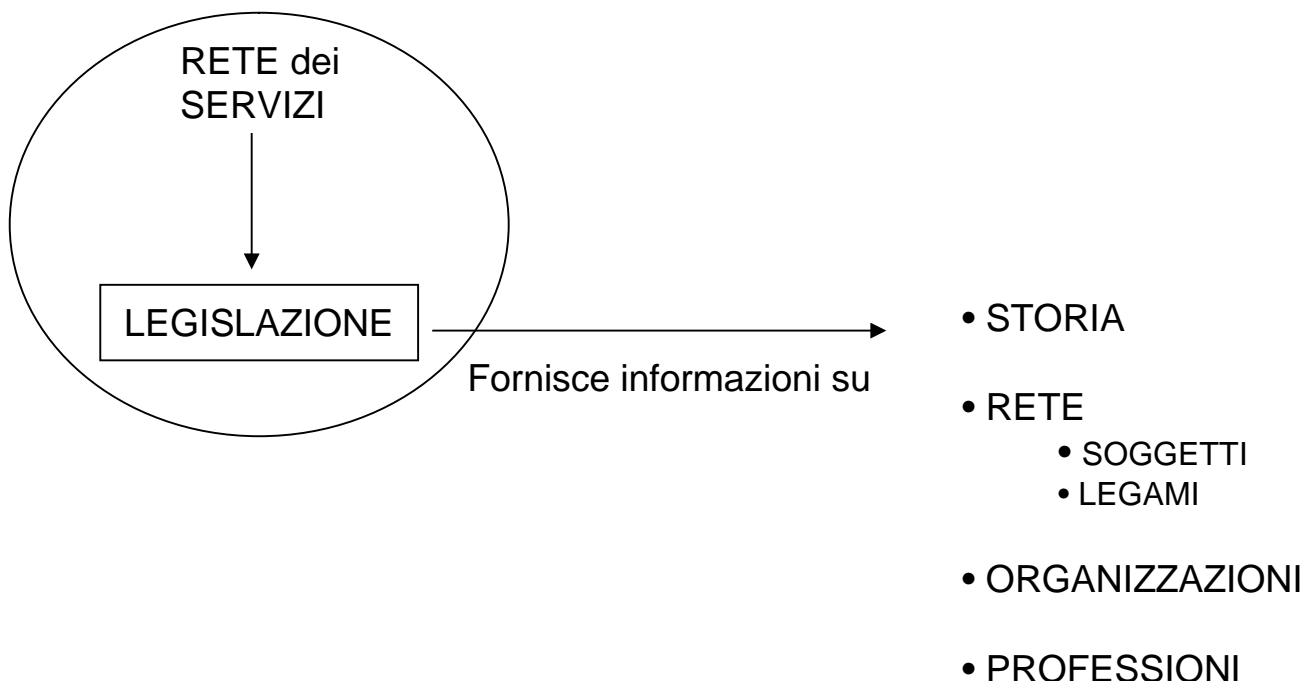 RETE dei
SERVIZI
LEGISLAZIONE
Fornisce informazioni su
• STORIA
• RETE
• SOGGETTI
• LEGAMI
• ORGANIZZAZIONI
• PROFESSIONI